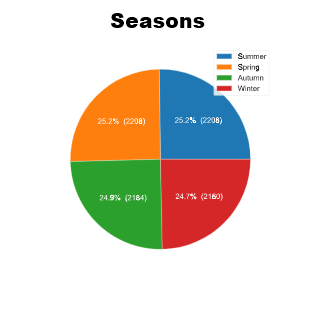 Seasons
Summer
Spring
Autumn
Winter
25.2% (2208)
25.2% (2208)
24.9% (2184)
24.7% (2160)